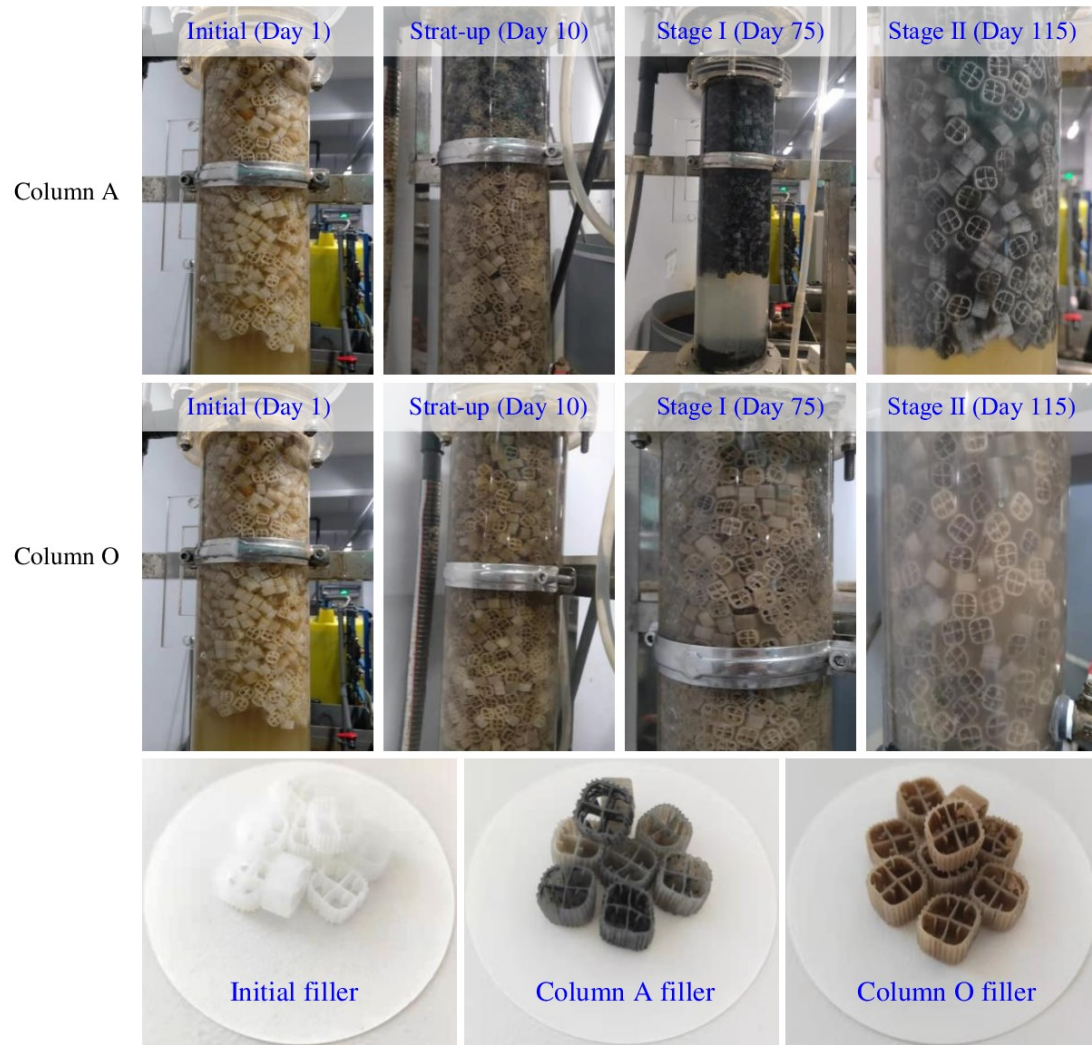 Initial (Day 1)
Strat-up (Day 10)
Stage I (Day 75)
Stage II (Day 115)
Column A
Initial (Day 1)
Strat-up (Day 10)
Stage I (Day 75)
Stage II (Day 115)
Column O
Initial filler
Column A filler
Column O filler